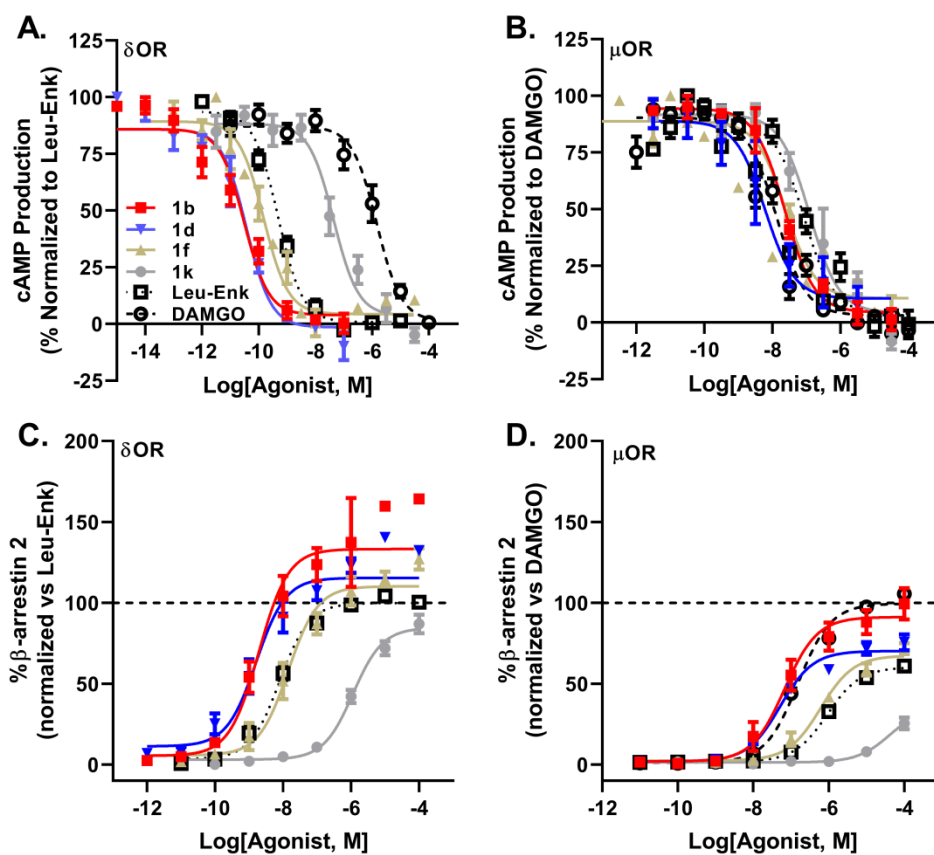 A.
δOR
cAMP Production
(% Normalized to Leu-Enk)
125
100
75
50
25
0
-25
1b
1d
1f
1k
Leu-Enk
DAMGO
-14 -12 -10 -8 -6 -4
Log[Agonist, M]
B.
μOR
cAMP Production
(% Normalized to DAMGO)
125
100
75
50
25
0
-25
-12 -10 -8 -6 -4
Log[Agonist, M]
C.
δOR
%β-arrestin 2
(normalized vs Leu-Enk)
200
150
100
50
0
-12 -10 -8 -6 -4
Log[Agonist, M]
D.
μOR
%β-arrestin 2
(normalized vs DAMGO)
200
150
100
50
0
-12 -10 -8 -6 -4
Log[Agonist, M]